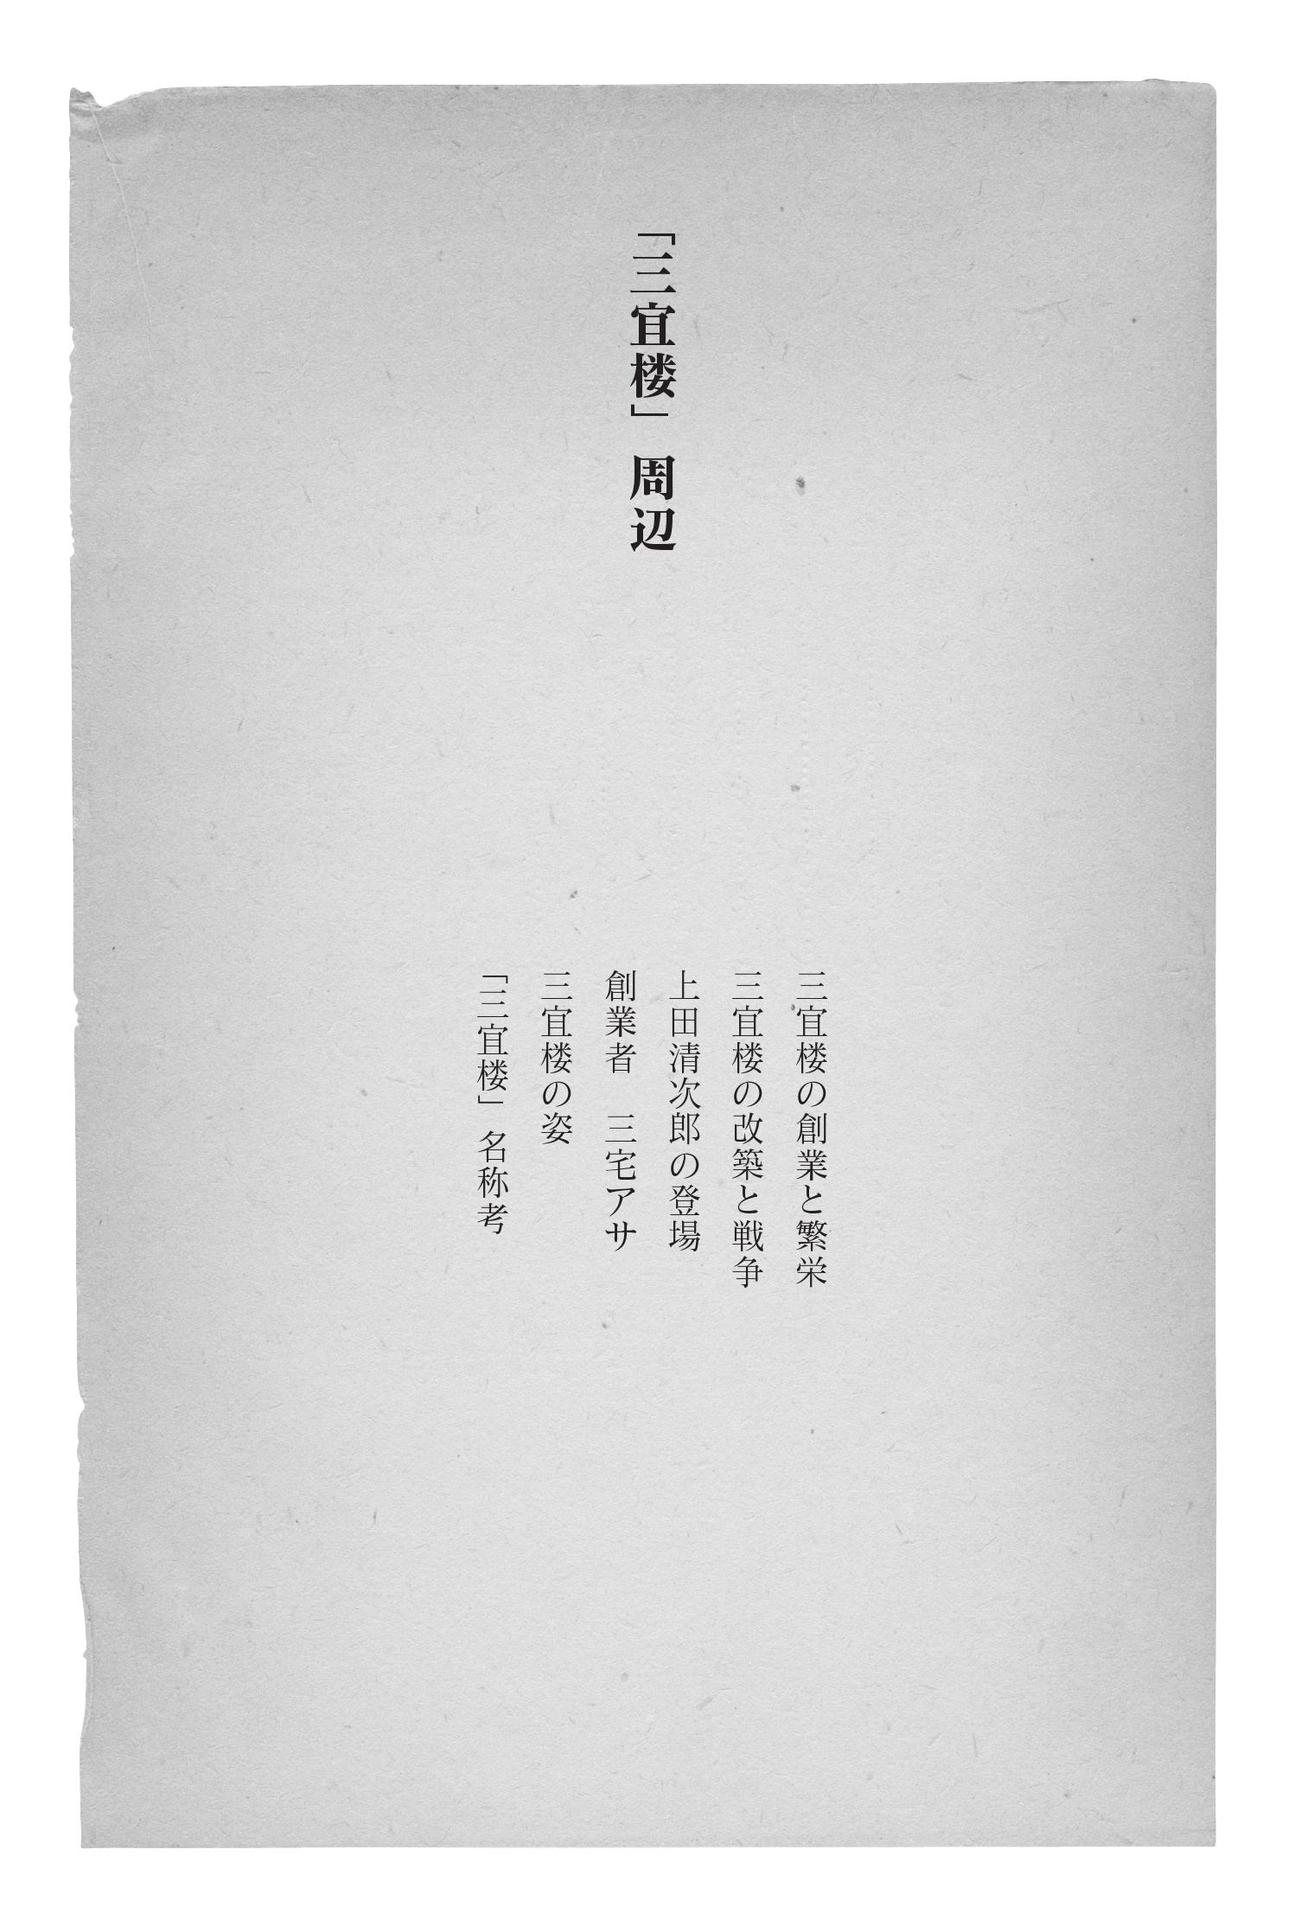 「三宜楼」周辺
三宜楼の創業と繁栄
三宜楼の改築と戦争
上田清次郎の登場
創業者　三宅アサ
三宜楼の姿
「三宜楼」名称考